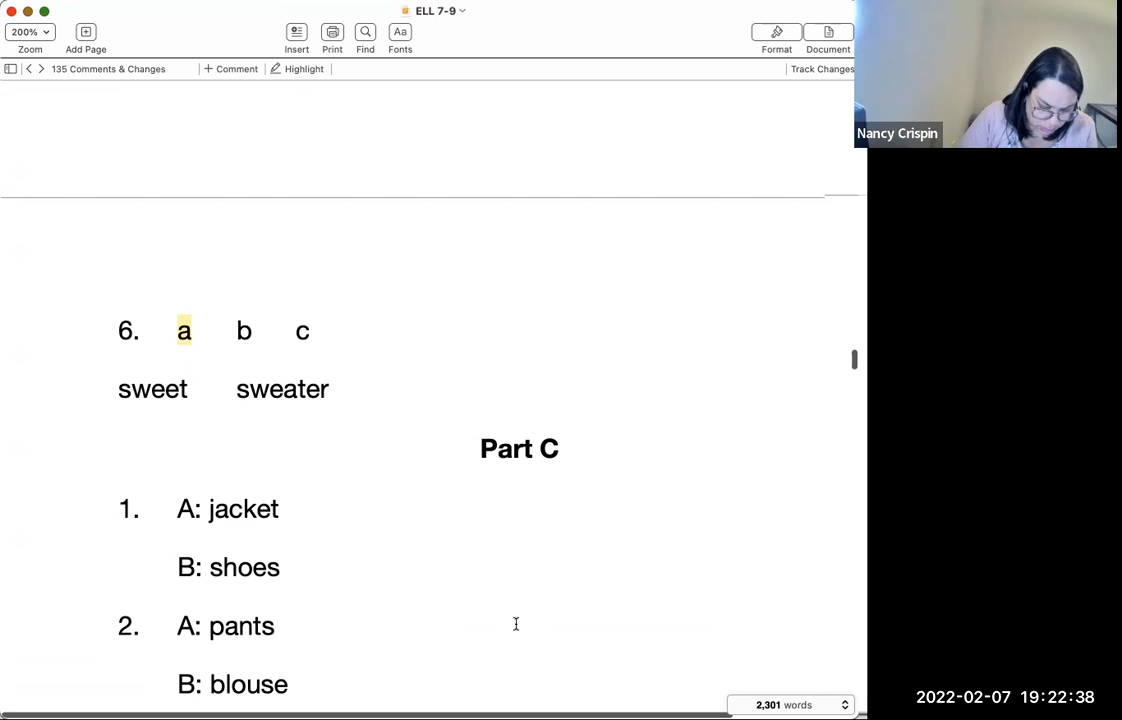 ELL 7-9
200%
Zoom
Add Page
Insert
Print
Find
Aa
Fonts
Format
Document
135 Comments & Changes
+ Comment
Highlight
Track Changes
Nancy Crispin
6. a b c
sweet sweater
Part C
1. A: jacket
B: shoes
2. A: pants
B: blouse
2,301 words
2022-02-07 19:22:38